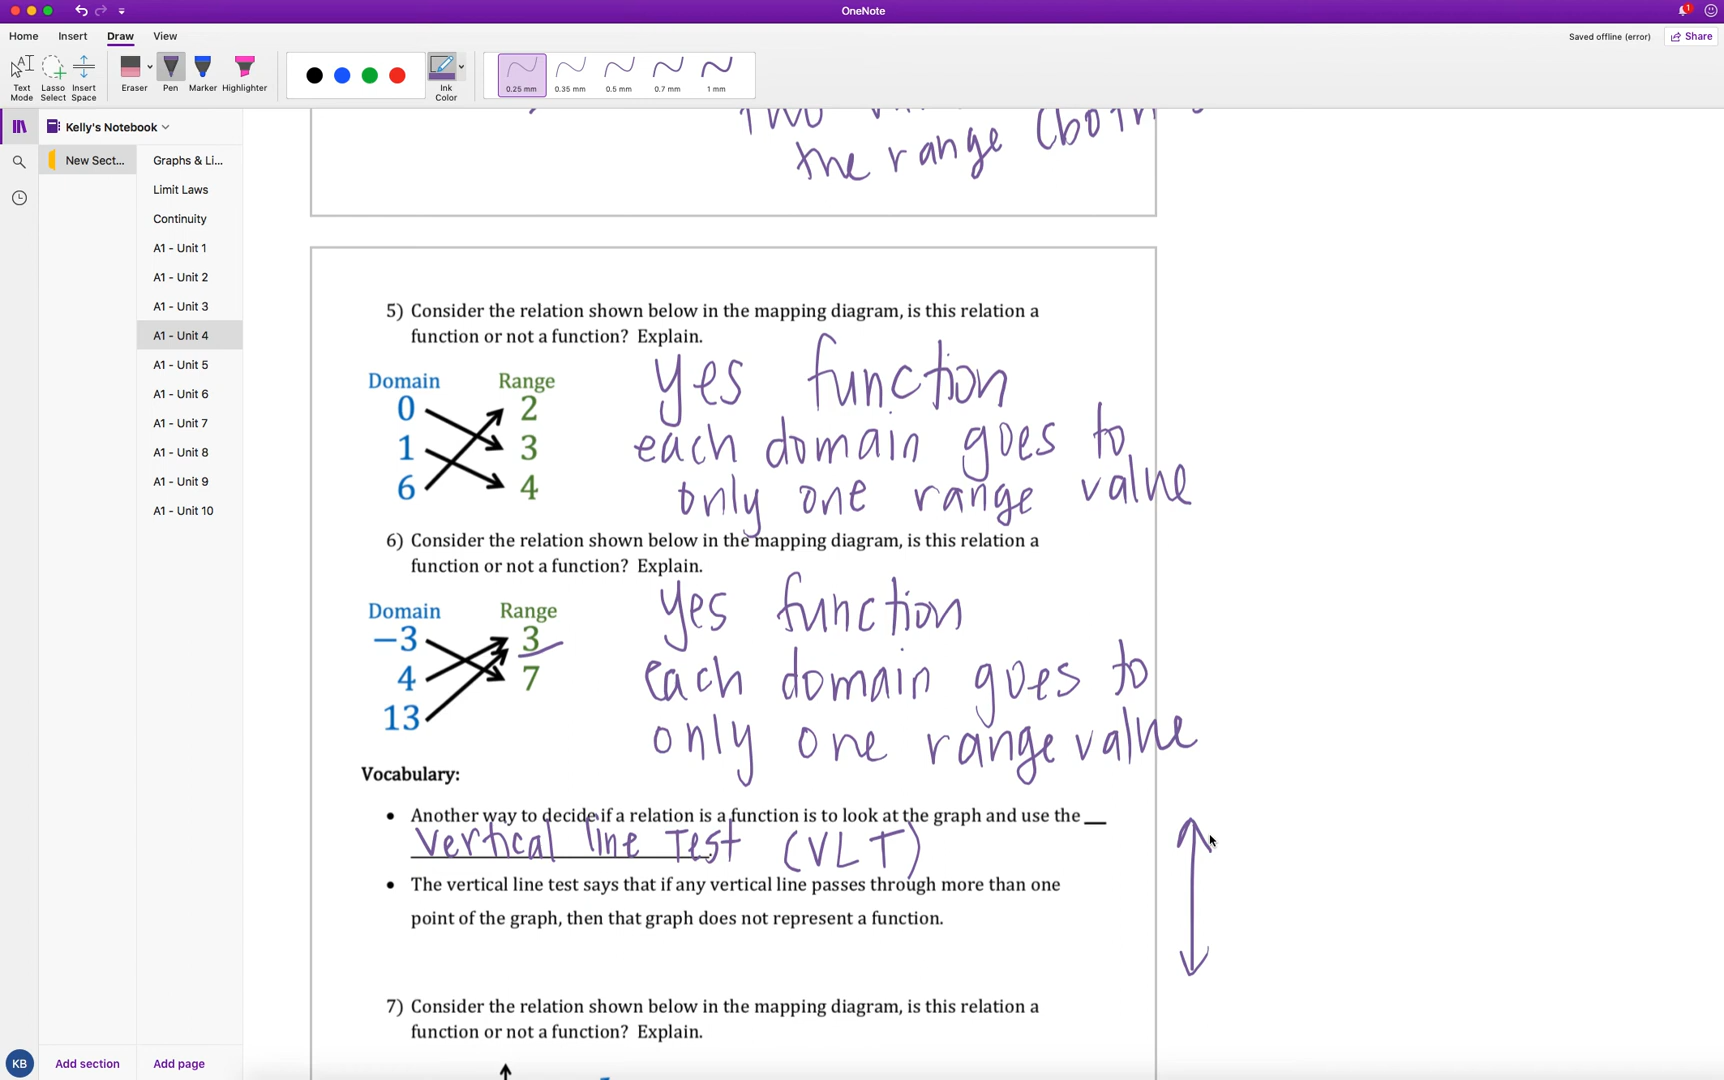 OneNote
Home Insert Draw View
Saved offline (error) Share
1
Text Mode Lasso Select Insert Space Eraser Pen Marker Highlighter Ink Color 0.25 mm 0.35 mm 0.5 mm 0.7 mm 1 mm
Kelly's Notebook
New Sect...
Graphs & Li...
Limit Laws
Continuity
A1 - Unit 1
A1 - Unit 2
A1 - Unit 3
A1 - Unit 4
A1 - Unit 5
A1 - Unit 6
A1 - Unit 7
A1 - Unit 8
A1 - Unit 9
A1 - Unit 10
KB
Add section Add page
two
the range (both
5) Consider the relation shown below in the mapping diagram, is this relation a
function or not a function? Explain.
Domain Range
0 2
1 3
6 4
yes function
each domain goes to
only one range value
6) Consider the relation shown below in the mapping diagram, is this relation a
function or not a function? Explain.
Domain Range
−3 3
4 7
13
yes function
each domain goes to
only one range value
Vocabulary:
• Another way to decide if a relation is a function is to look at the graph and use the __
vertical line Test (VLT)
• The vertical line test says that if any vertical line passes through more than one
point of the graph, then that graph does not represent a function.
7) Consider the relation shown below in the mapping diagram, is this relation a
function or not a function? Explain.